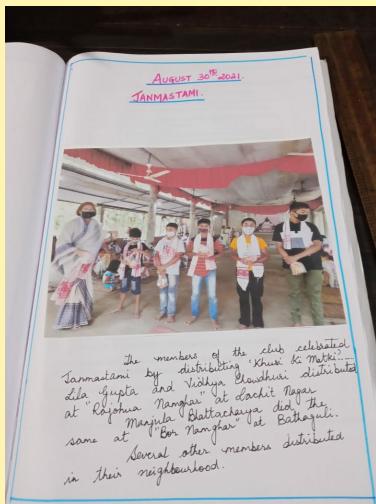 AUGUST 30TH 2021.
JANMASTAMI.
The members of the club celebrated
Janmastami by distributing 'Khusi Ki Matki'.....
Lila Gupta and Vidhya Chowdhuri distributed
at "Rajohua Namghar" at Lachit Nagar
Manjula Bhattacharya did the
same at "Bor Namghar" at Bathaguli.
Several other members distributed
in their neighbourhood.